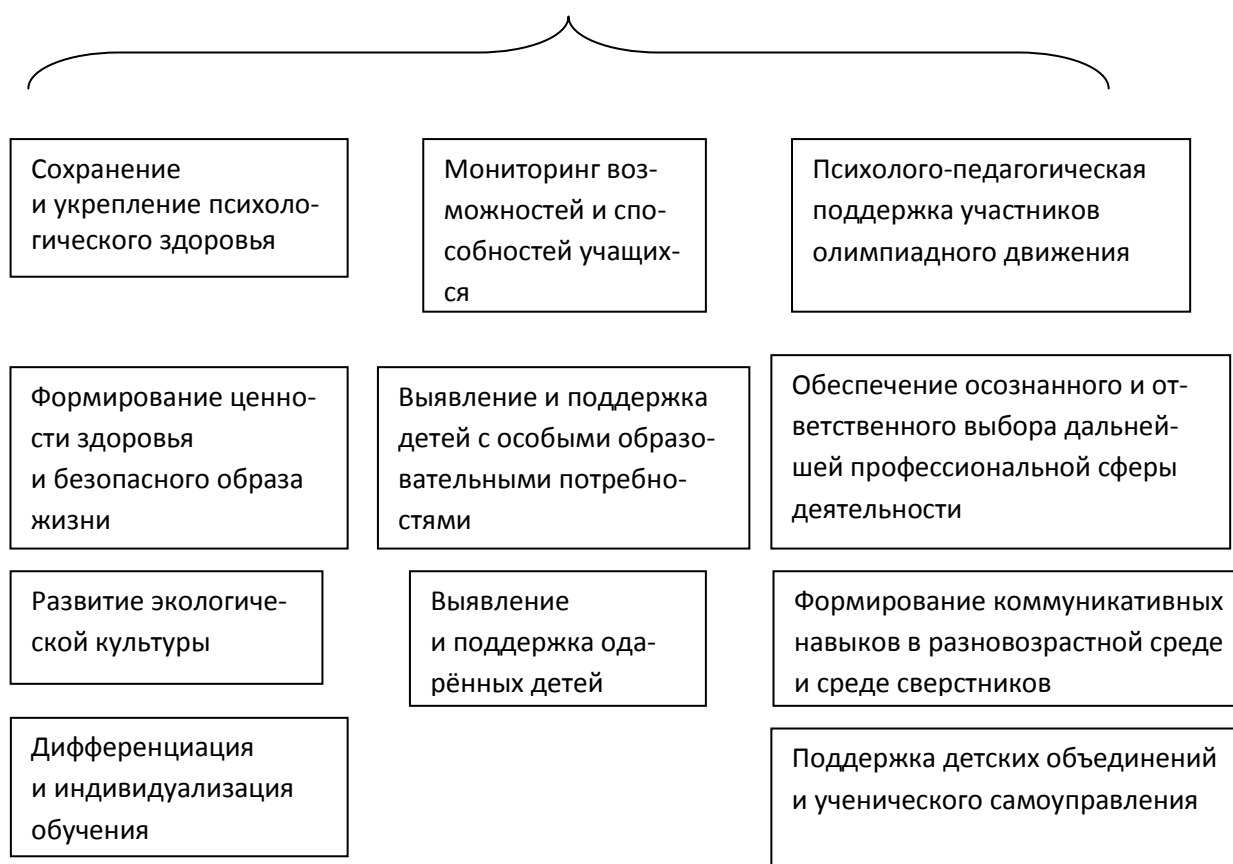 Сохранение
и укрепление психоло-
гического здоровья
Мониторинг воз-
можностей и спо-
собностей учащих-
ся
Психолого-педагогическая
поддержка участников
олимпиадного движения
Формирование ценно-
сти здоровья
и безопасного образа
жизни
Выявление и поддержка
детей с особыми образо-
вательными потребно-
стями
Обеспечение осознанного и от-
ветственного выбора дальней-
шей профессиональной сферы
деятельности
Развитие экологиче-
ской культуры
Выявление
и поддержка ода-
рённых детей
Формирование коммуникативных
навыков в разновозрастной среде
и среде сверстников
Дифференциация
и индивидуализация
обучения
Поддержка детских объединений
и ученического самоуправления